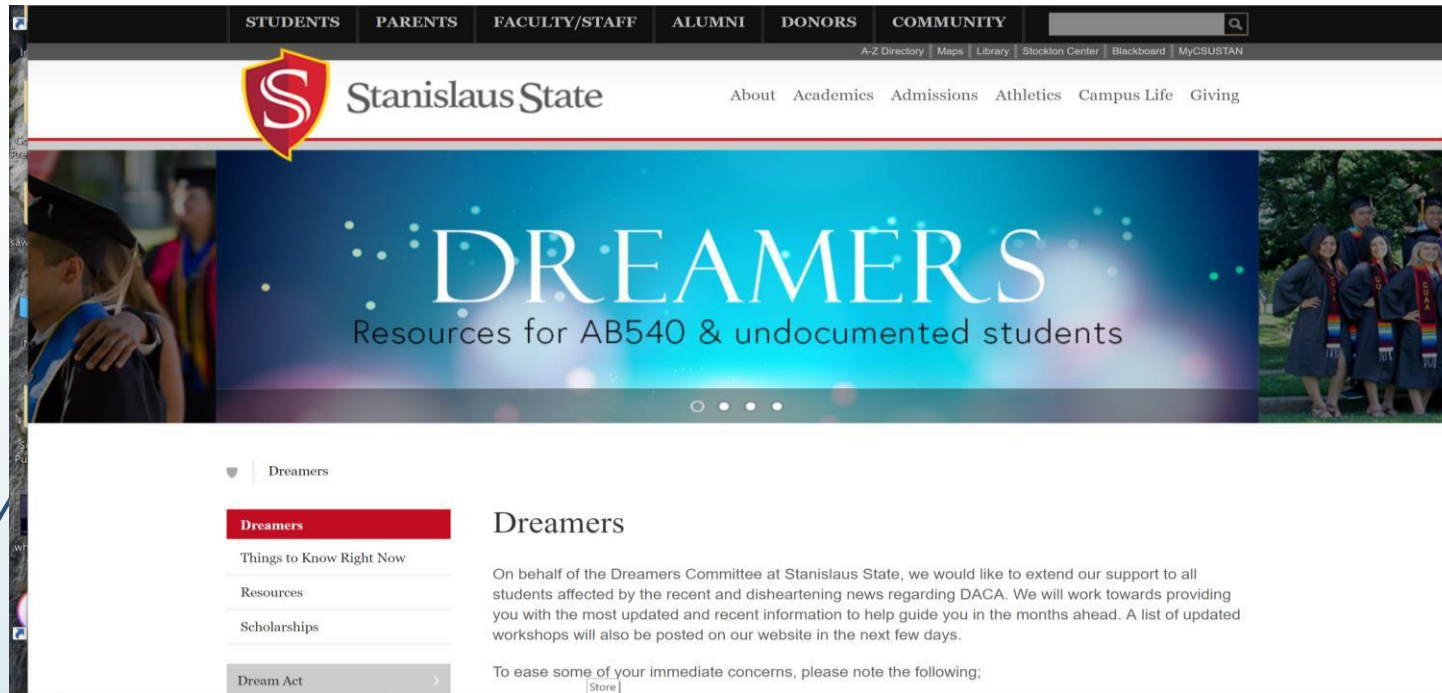 STUDENTS PARENTS FACULTY/STAFF ALUMNI DONORS COMMUNITY
A-Z Directory Maps Library Stockton Center Blackboard MyCSUSTAN
S Stanislaus State
About Academics Admissions Athletics Campus Life Giving
DREAMERS
Resources for AB540 & undocumented students
Dreamers
Dreamers
Things to Know Right Now
Resources
Scholarships
Dream Act
Dreamers
On behalf of the Dreamers Committee at Stanislaus State, we would like to extend our support to all
students affected by the recent and disheartening news regarding DACA. We will work towards providing
you with the most updated and recent information to help guide you in the months ahead. A list of updated
workshops will also be posted on our website in the next few days.
To ease some of your immediate concerns, please note the following;
Store